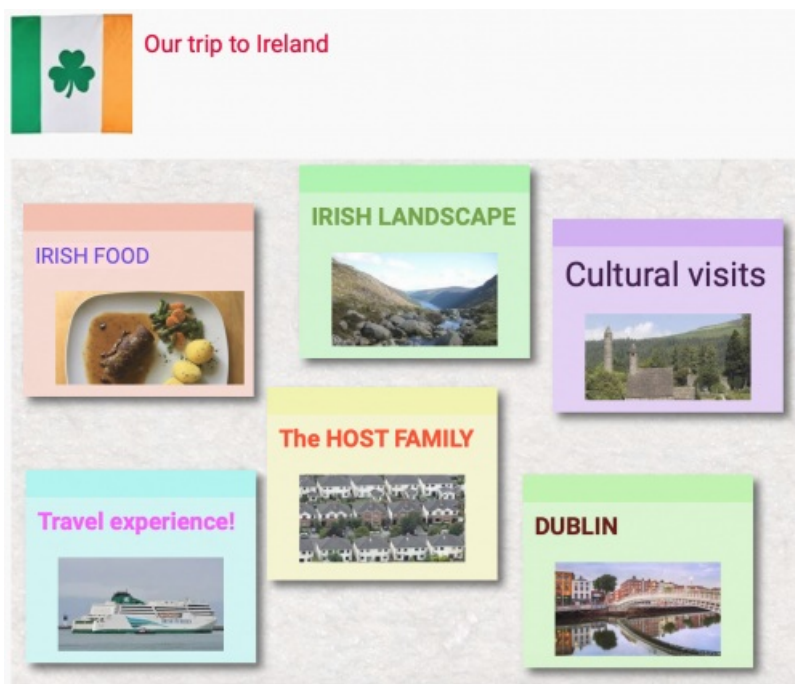 Our trip to Ireland
IRISH LANDSCAPE
IRISH FOOD
Cultural visits
The HOST FAMILY
Travel experience!
DUBLIN